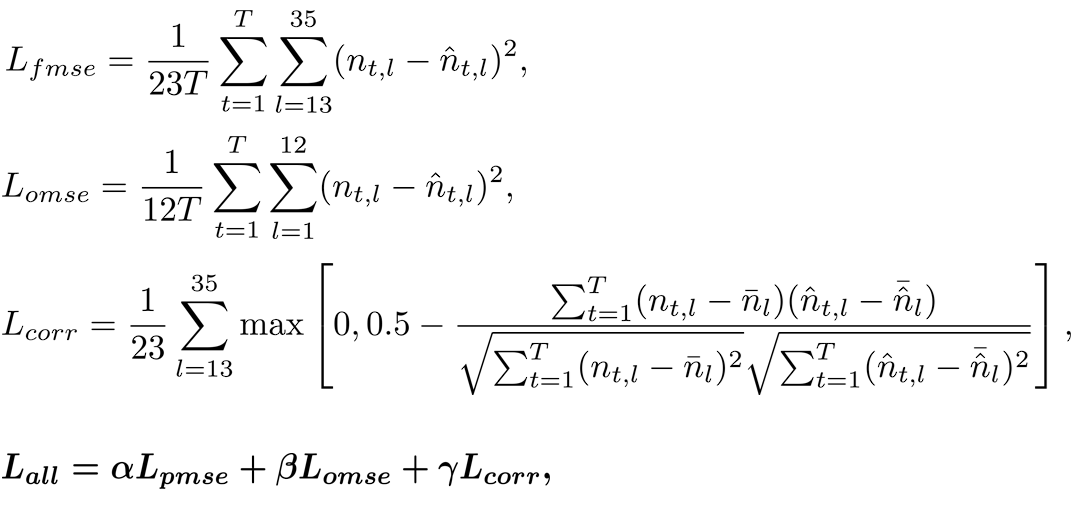 $L_{fmse} = \frac{1}{23T} \sum_{t=1}^{T} \sum_{l=13}^{35} (n_{t,l} - \hat{n}_{t,l})^2,$
$L_{omse} = \frac{1}{12T} \sum_{t=1}^{T} \sum_{l=1}^{12} (n_{t,l} - \hat{n}_{t,l})^2,$
$L_{corr} = \frac{1}{23} \sum_{l=13}^{35} \max \left[ 0, 0.5 - \frac{\sum_{t=1}^{T} (n_{t,l} - \bar{n}_l)(\hat{n}_{t,l} - \bar{\hat{n}}_l)}{\sqrt{\sum_{t=1}^{T} (n_{t,l} - \bar{n}_l)^2} \sqrt{\sum_{t=1}^{T} (\hat{n}_{t,l} - \bar{\hat{n}}_l)^2}} \right],$
$\boldsymbol{L_{all} = \alpha L_{pmse} + \beta L_{omse} + \gamma L_{corr},}$